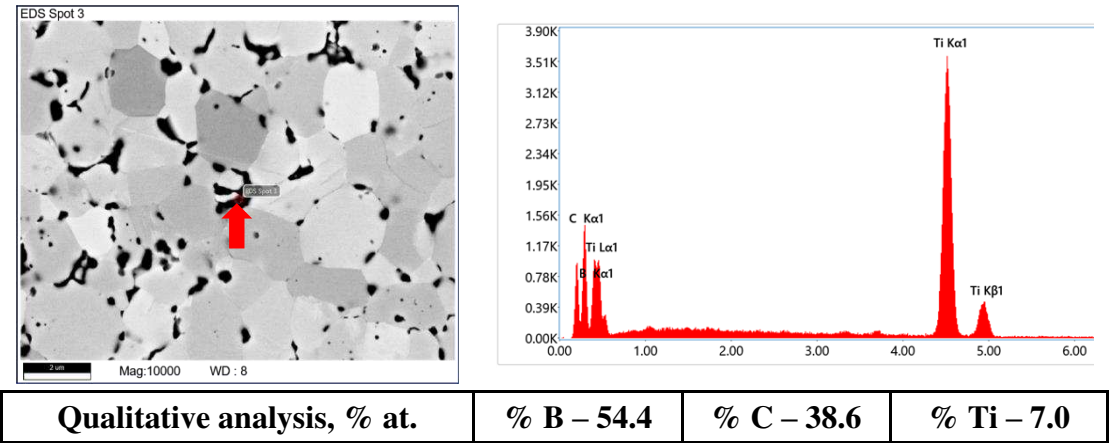 EDS Spot 3
EDS Spot 3
2 um Mag:10000 WD : 8
3.90K
3.51K
3.12K
2.73K
2.34K
1.95K
1.56K
1.17K
0.78K
0.39K
0.00K
Ti Kα1
C Kα1
Ti Lα1
B Kα1
Ti Kβ1
0.00 1.00 2.00 3.00 4.00 5.00 6.00
Qualitative analysis, % at. % B – 54.4 % C – 38.6 % Ti – 7.0